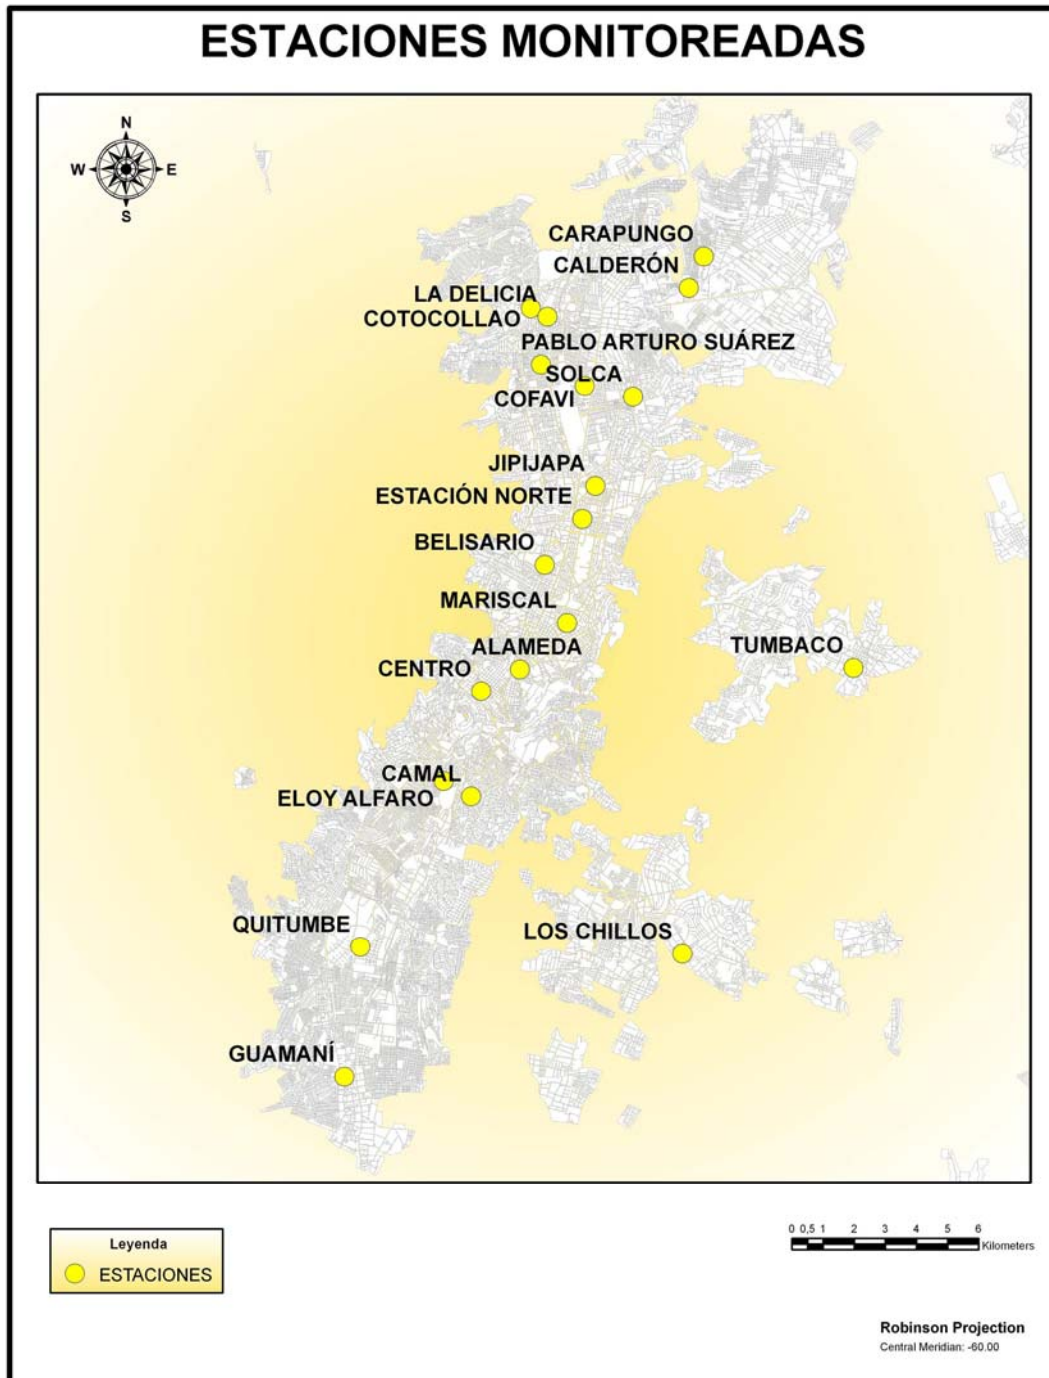 ESTACIONES MONITOREADAS
N
W
E
S
CARAPUNGO
CALDERÓN
LA DELICIA
COTOCOLLAO
PABLO ARTURO SUÁREZ
SOLCA
COFAVI
JIPIJAPA
ESTACIÓN NORTE
BELISARIO
MARISCAL
ALAMEDA
TUMBACO
CENTRO
CAMAL
ELOY ALFARO
QUITUMBE
LOS CHILLOS
GUAMANÍ
Leyenda
ESTACIONES
0 0,5 1 2 3 4 5 6
Kilometers
Robinson Projection
Central Meridian: -60.00